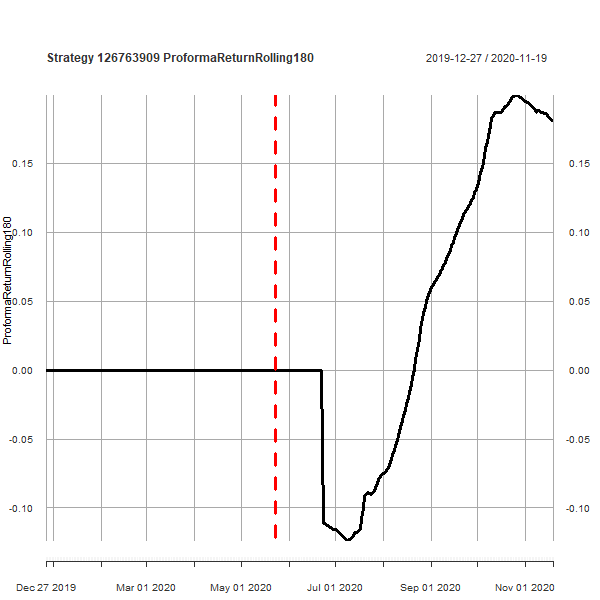 Strategy 126763909 ProformaReturnRolling180
2019-12-27 / 2020-11-19
ProformaReturnRolling180
0.15
0.10
0.05
0.00
-0.05
-0.10
0.15
0.10
0.05
0.00
-0.05
-0.10
Dec 27 2019
Mar 01 2020
May 01 2020
Jul 01 2020
Sep 01 2020
Nov 01 2020